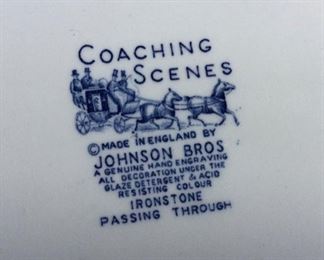 COACHING
SCENES
© MADE IN ENGLAND BY
JOHNSON BROS
A GENUINE HAND ENGRAVING
ALL DECORATION UNDER THE
GLAZE DETERGENT & ACID
RESISTING COLOUR
IRONSTONE
PASSING THROUGH